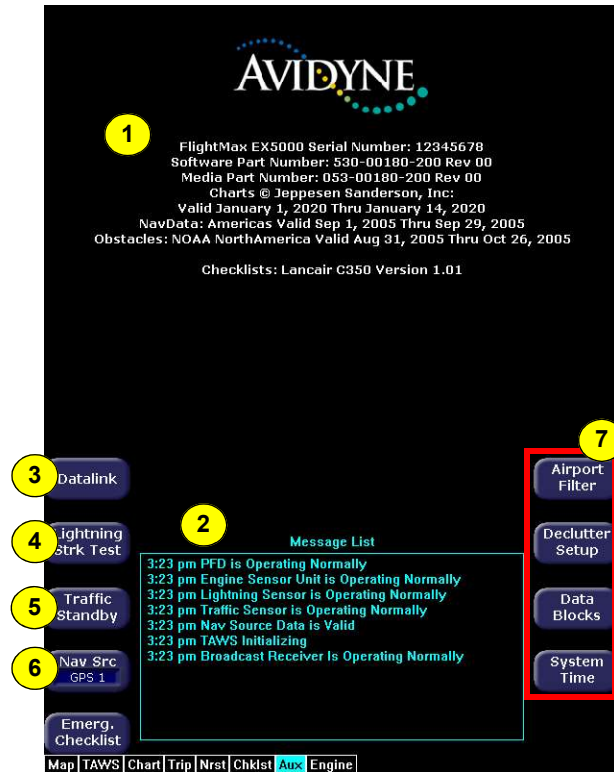 AVIDYNE
1
FlightMax EX5000 Serial Number: 12345678
Software Part Number: 530-00180-200 Rev 00
Media Part Number: 053-00180-200 Rev 00
Charts © Jeppesen Sanderson, Inc:
Valid January 1, 2020 Thru January 14, 2020
NavData: Americas Valid Sep 1, 2005 Thru Sep 29, 2005
Obstacles: NOAA NorthAmerica Valid Aug 31, 2005 Thru Oct 26, 2005
Checklists: Lancair C350 Version 1.01
3
Datalink
4
Lightning
Strk Test
5
Traffic
Standby
6
Nav Src
GPS 1
Emerg.
Checklist
2
Message List
3:23 pm PFD is Operating Normally
3:23 pm Engine Sensor Unit is Operating Normally
3:23 pm Lightning Sensor is Operating Normally
3:23 pm Traffic Sensor is Operating Normally
3:23 pm Nav Source Data is Valid
3:23 pm TAWS Initializing
3:23 pm Broadcast Receiver Is Operating Normally
7
Airport
Filter
Declutter
Setup
Data
Blocks
System
Time
Map TAWS Chart Trip Nrst Chklst Aux Engine